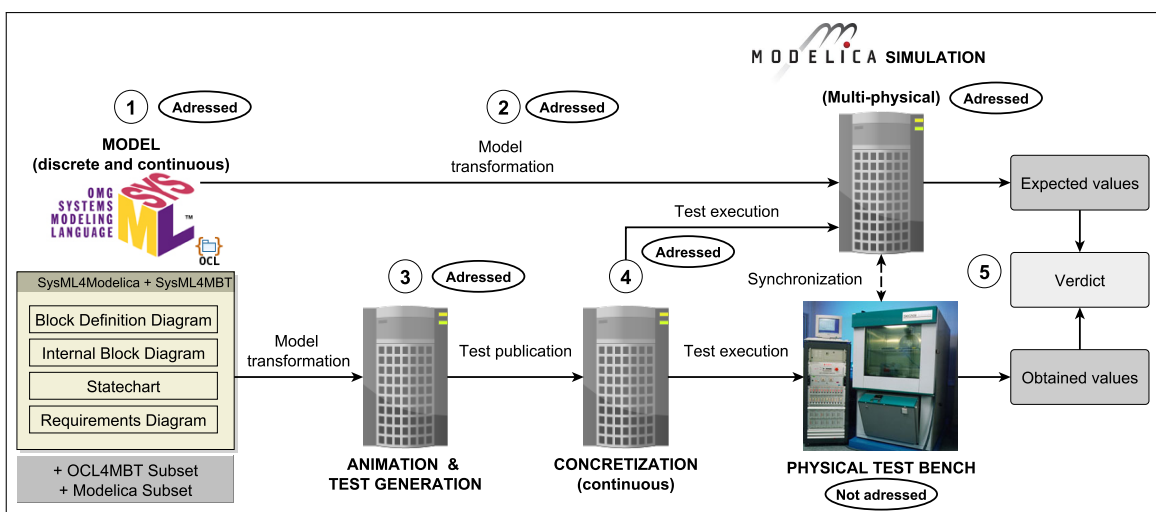 MODELICA SIMULATION
1
Adressed
2
Adressed
(Multi-physical)
Adressed
MODEL
(discrete and continuous)
Model
transformation
Expected values
OMG
SYSTEMS
MODELING
LANGUAGE
SYS
ML™
OCL
Test execution
Adressed
3
Adressed
4
Synchronization
5
Verdict
SysML4Modelica + SysML4MBT
Block Definition Diagram
Internal Block Diagram
Statechart
Requirements Diagram
Model
transformation
Test publication
Test execution
Obtained values
+ OCL4MBT Subset
+ Modelica Subset
ANIMATION &
TEST GENERATION
CONCRETIZATION
(continuous)
PHYSICAL TEST BENCH
Not adressed